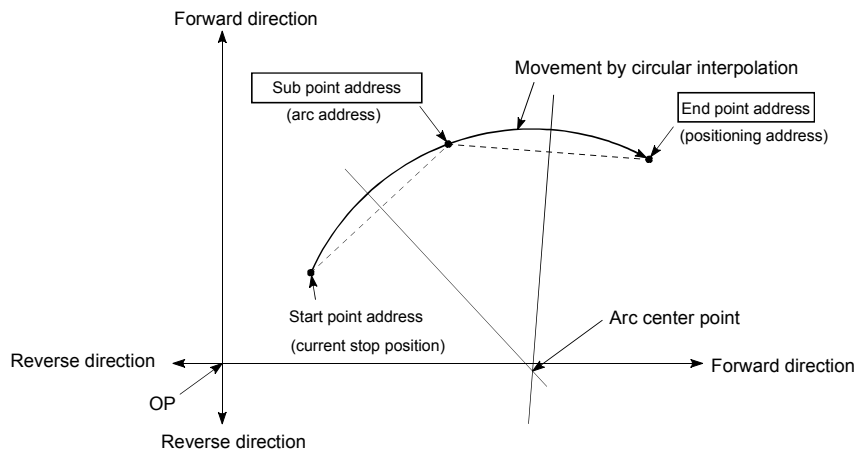 Forward direction
Movement by circular interpolation
Sub point address
(arc address)
End point address
(positioning address)
Start point address
(current stop position)
Arc center point
Reverse direction
Forward direction
OP
Reverse direction